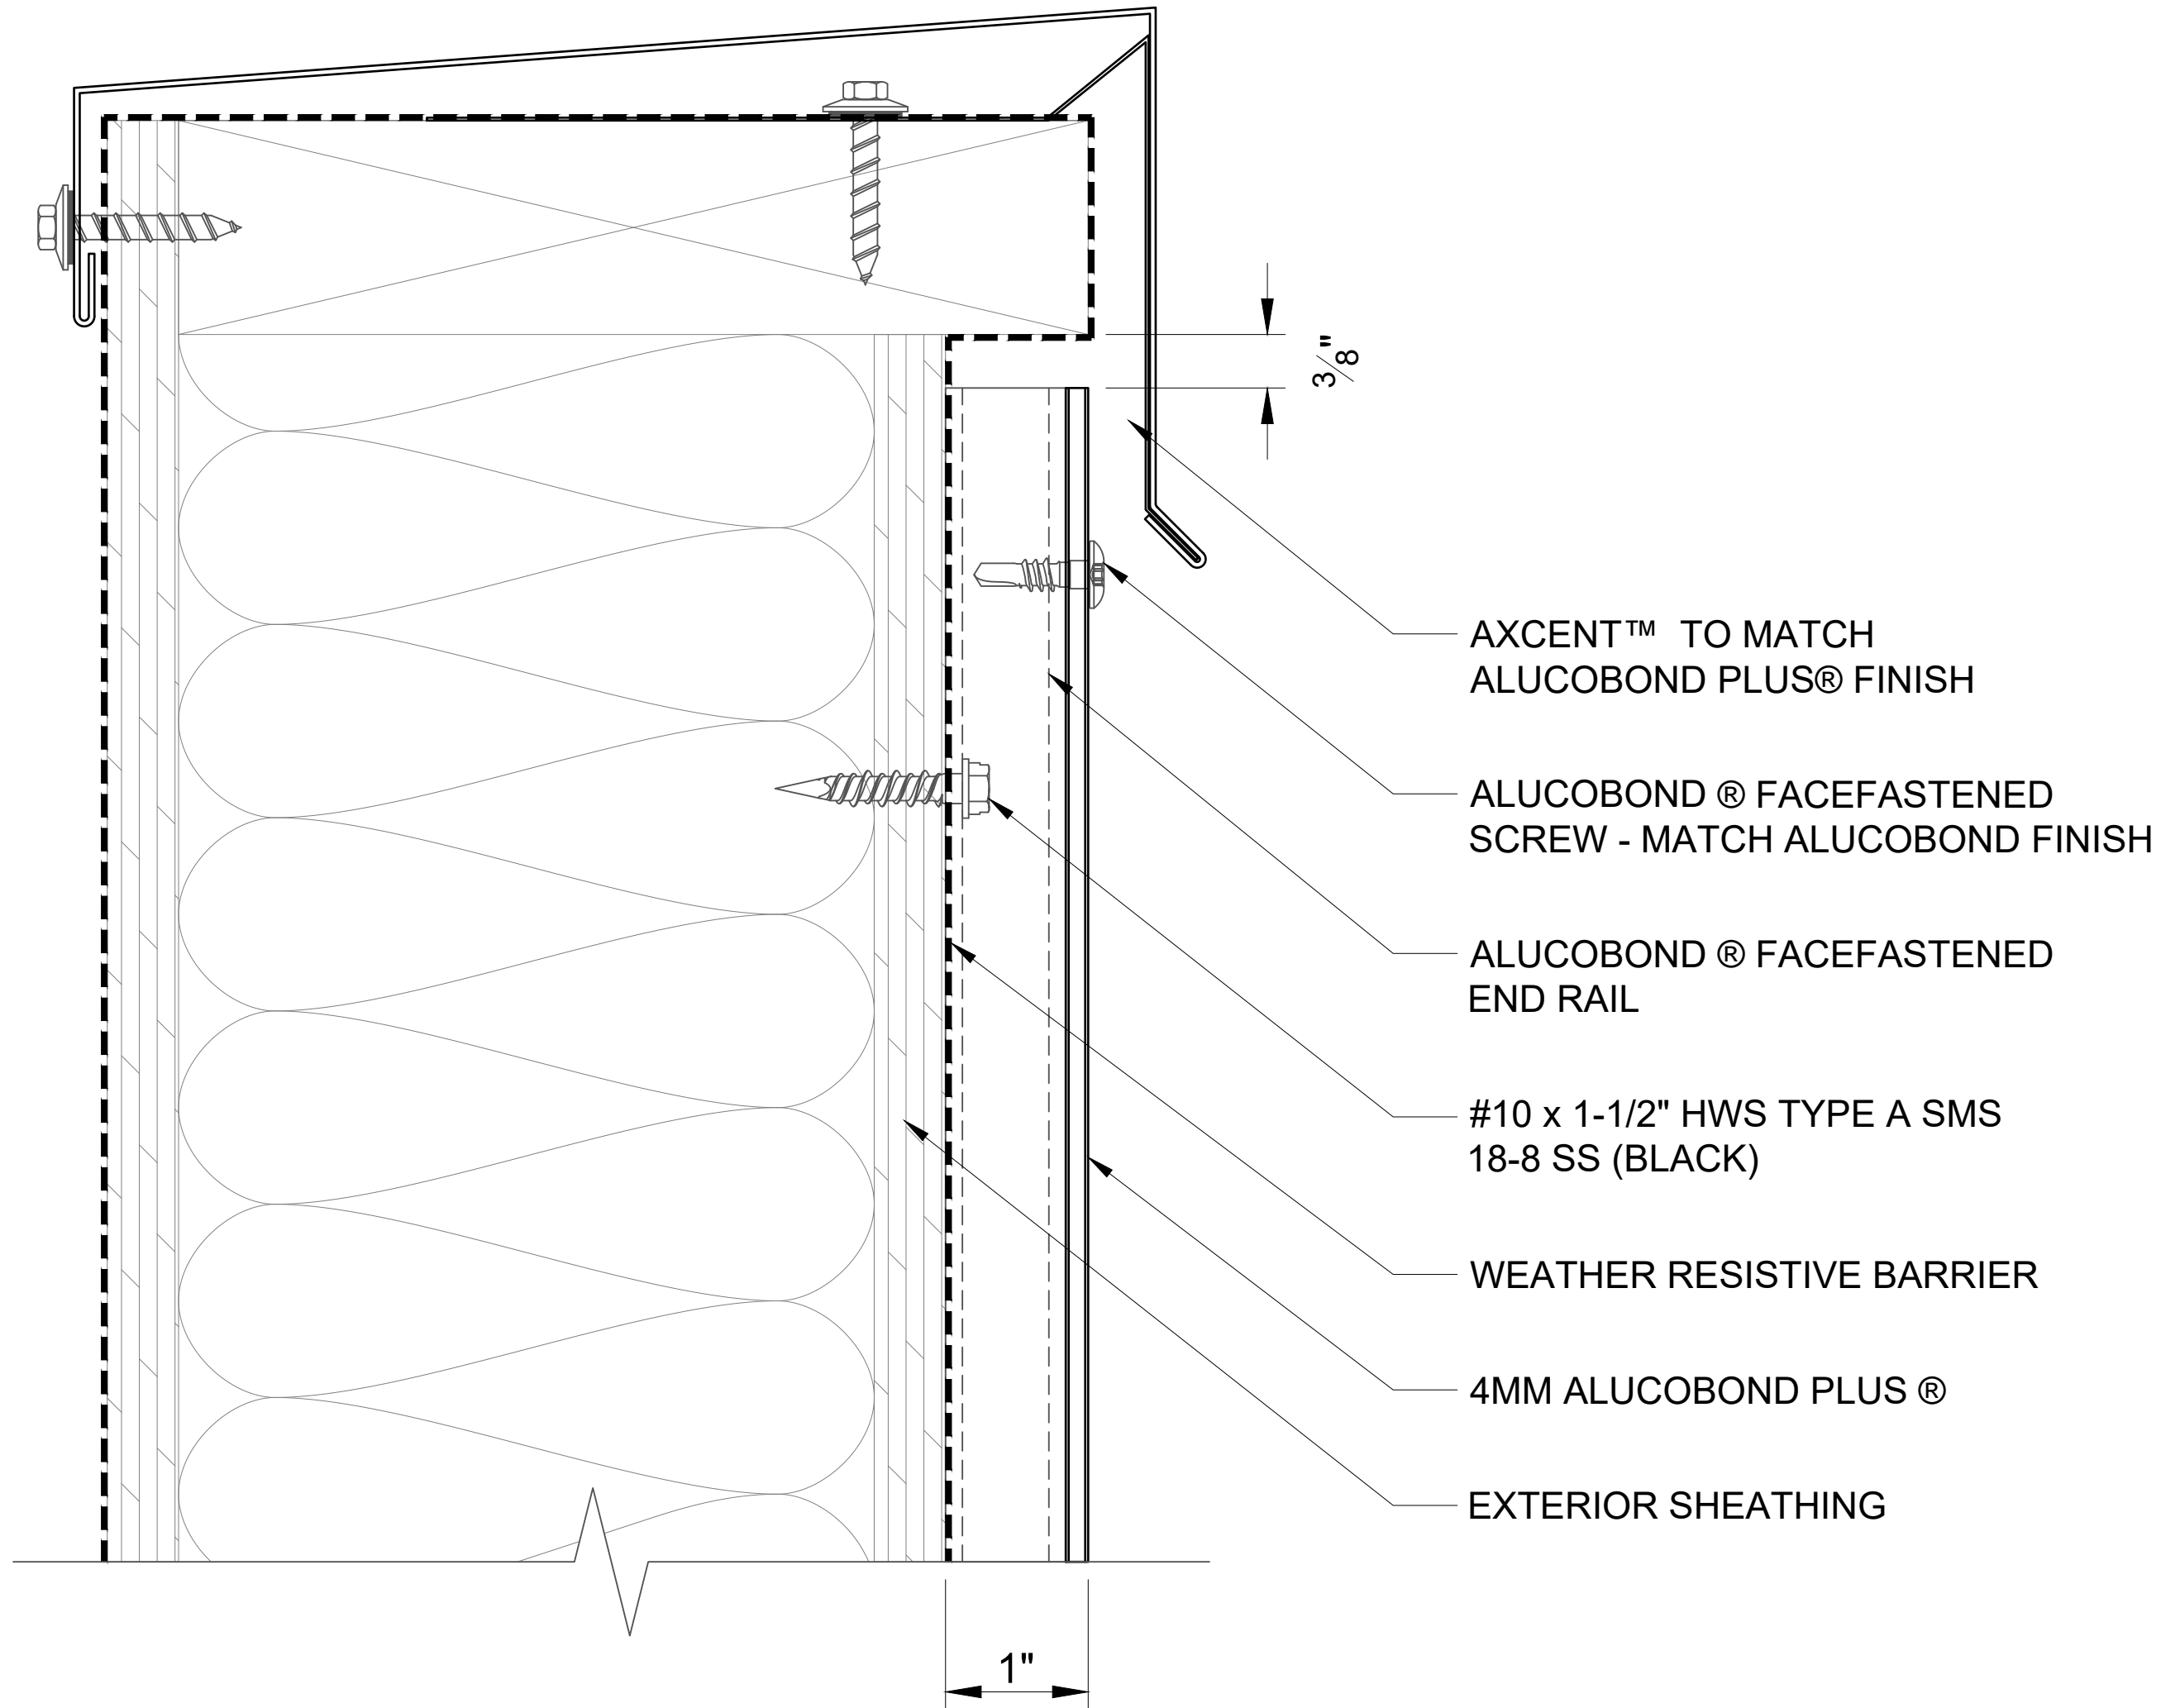 3/8"
AXCENT™ TO MATCH
ALUCOBOND PLUS® FINISH
ALUCOBOND ® FACEFASTENED
SCREW - MATCH ALUCOBOND FINISH
ALUCOBOND ® FACEFASTENED
END RAIL
#10 x 1-1/2" HWS TYPE A SMS
18-8 SS (BLACK)
WEATHER RESISTIVE BARRIER
4MM ALUCOBOND PLUS ®
EXTERIOR SHEATHING
1"